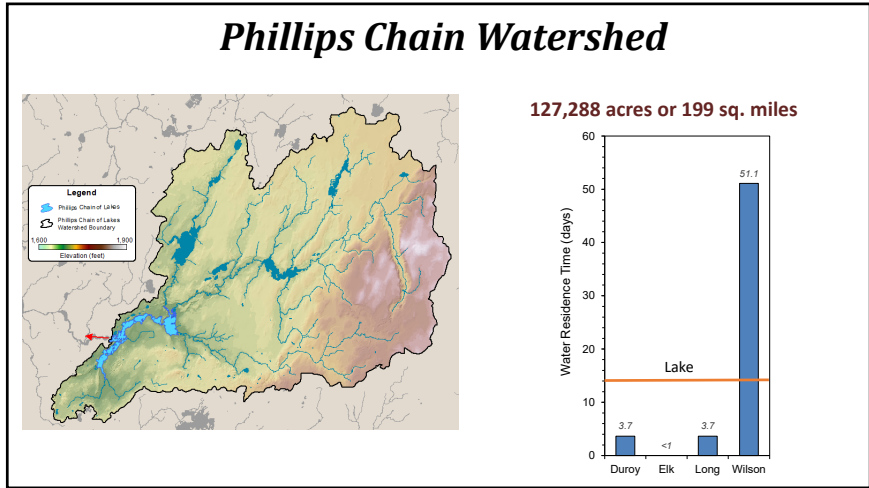 Phillips Chain Watershed
Legend
Phillips Chain of Lakes
Phillips Chain of Lakes
Watershed Boundary
1,600
1,900
Elevation (feet)
127,288 acres or 199 sq. miles
Water Residence Time (days)
60
50
40
30
20
10
0
51.1
Lake
3.7
<1
3.7
Duroy
Elk
Long
Wilson